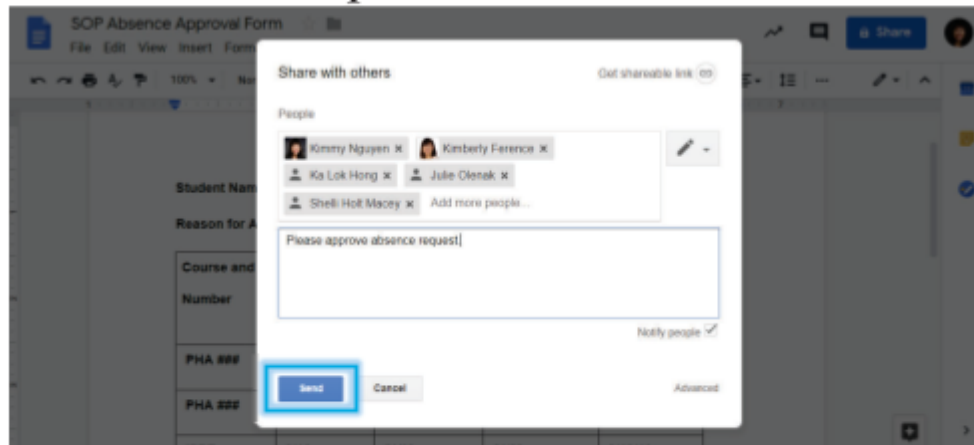 SOP Absence Approval Form
File Edit View Insert Form
Share
100% Nor
Share with others
Get shareable link
People
Kimmy Nguyen × Kimberly Ference ×
Ka Lok Hong × Julie Olenak ×
Shelli Holt Macey × Add more people...
Student Nam
Reason for A
Please approve absence request
Course and
Number
Notify people
PHA ###
Send Cancel Advanced
PHA ###